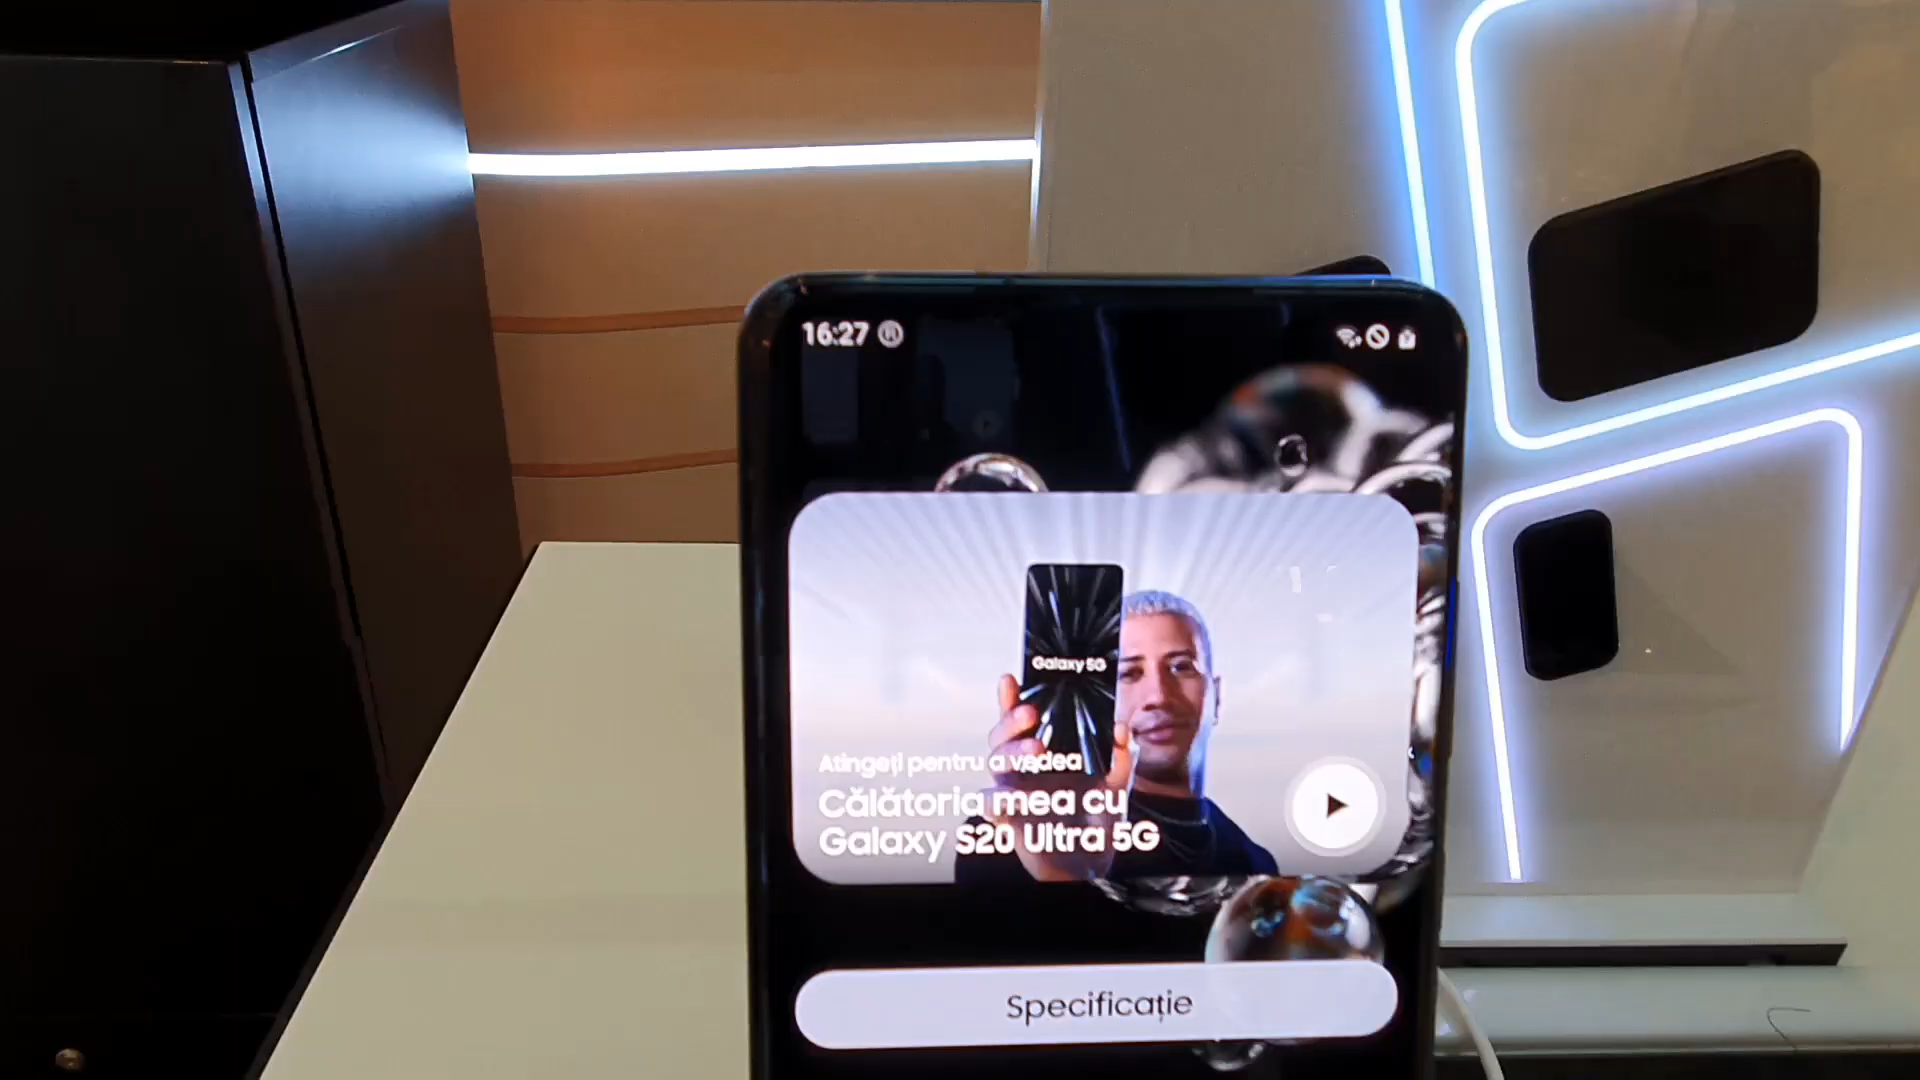 16:27
Galaxy 5G
Atingeți pentru a vedea
Călătoria mea cu
Galaxy S20 Ultra 5G
Specificație